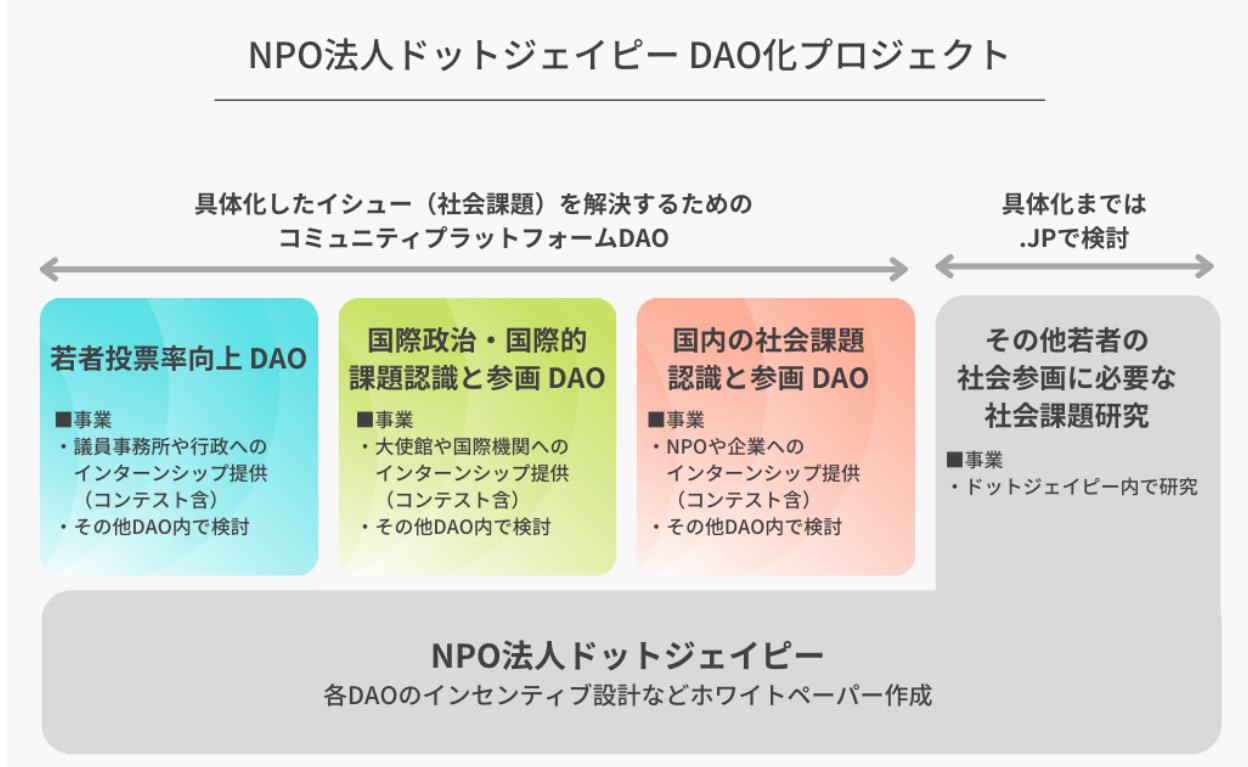 NPO法人ドットジェイピー DAO化プロジェクト
具体化したイシュー（社会課題）を解決するための
コミュニティプラットフォームDAO
具体化までは
.JPで検討
若者投票率向上 DAO
■事業
・議員事務所や行政への
インターンシップ提供
（コンテスト含）
・その他DAO内で検討
国際政治・国際的
課題認識と参画 DAO
■事業
・大使館や国際機関への
インターンシップ提供
（コンテスト含）
・その他DAO内で検討
国内の社会課題
認識と参画 DAO
■事業
・NPOや企業への
インターンシップ提供
（コンテスト含）
・その他DAO内で検討
その他若者の
社会参画に必要な
社会課題研究
■事業
・ドットジェイピー内で研究
NPO法人ドットジェイピー
各DAOのインセンティブ設計などホワイトペーパー作成